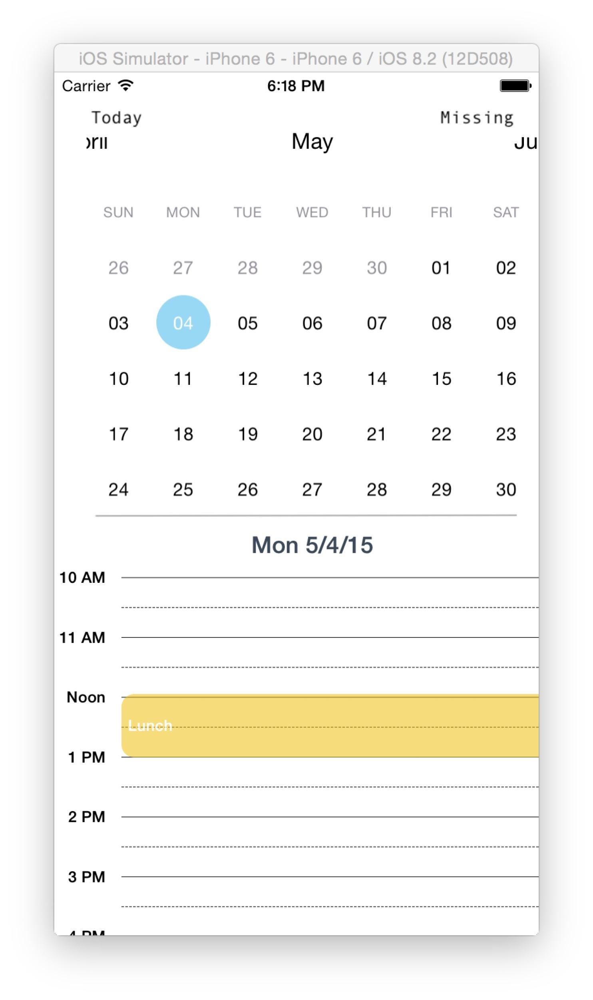 iOS Simulator - iPhone 6 - iPhone 6 / iOS 8.2 (12D508)
Carrier 6:18 PM
Today Missing
May
SUN MON TUE WED THU FRI SAT
26 27 28 29 30 01 02
03 04 05 06 07 08 09
10 11 12 13 14 15 16
17 18 19 20 21 22 23
24 25 26 27 28 29 30
Mon 5/4/15
10 AM
11 AM
Noon
Lunch
1 PM
2 PM
3 PM
4 PM